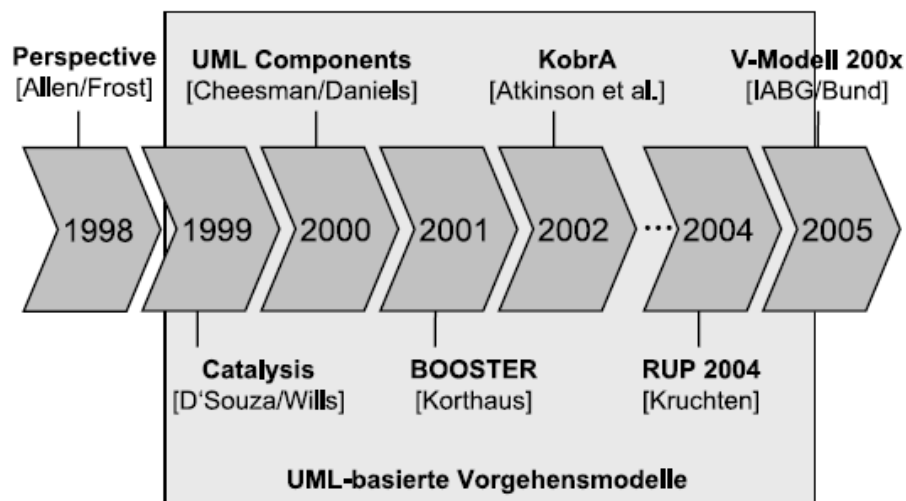 Perspective
[Allen/Frost]
UML Components
[Cheesman/Daniels]
KobrA
[Atkinson et al.]
V-Modell 200x
[IABG/Bund]
1998
1999
2000
2001
2002
...
2004
2005
Catalysis
[D'Souza/Wills]
BOOSTER
[Korthaus]
RUP 2004
[Kruchten]
UML-basierte Vorgehensmodelle